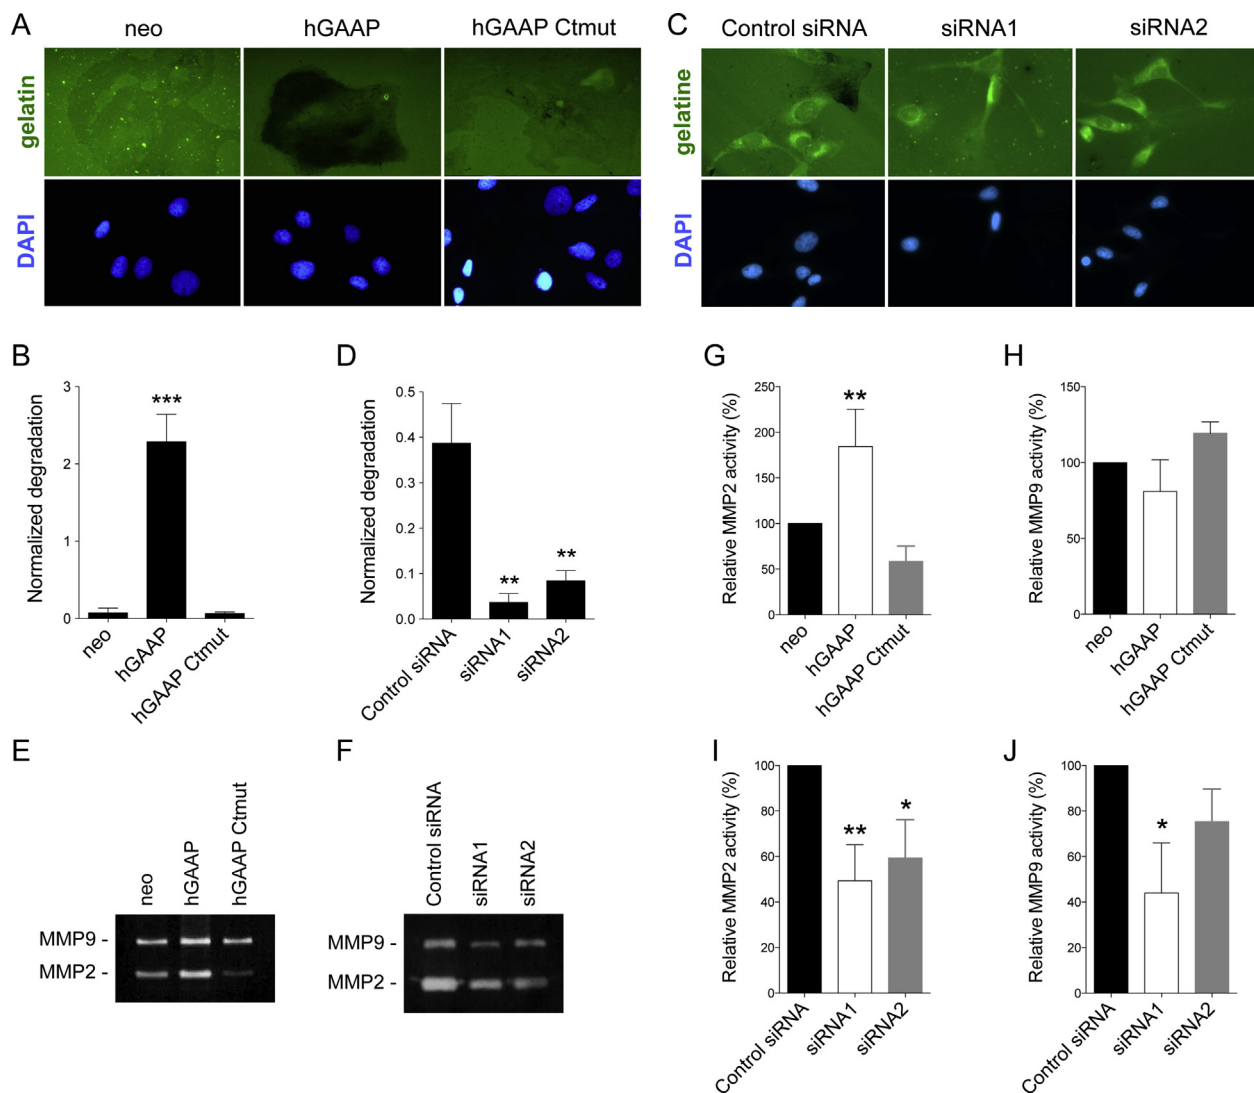 A
neo
hGAAP
hGAAP Ctmut
gelatin
DAPI
C
Control siRNA
siRNA1
siRNA2
gelatine
DAPI
B
Normalized degradation
3
2
1
0
***
neo
hGAAP
hGAAP Ctmut
D
Normalized degradation
0.5
0.4
0.3
0.2
0.1
0.0
**
**
Control siRNA
siRNA1
siRNA2
G
Relative MMP2 activity (%)
250
200
150
100
50
0
**
neo
hGAAP
hGAAP Ctmut
H
Relative MMP9 activity (%)
150
100
50
0
neo
hGAAP
hGAAP Ctmut
E
neo
hGAAP
hGAAP Ctmut
MMP9 -
MMP2 -
F
Control siRNA
siRNA1
siRNA2
MMP9 -
MMP2 -
I
Relative MMP2 activity (%)
100
80
60
40
20
0
**
*
Control siRNA
siRNA1
siRNA2
J
Relative MMP9 activity (%)
100
80
60
40
20
0
*
Control siRNA
siRNA1
siRNA2